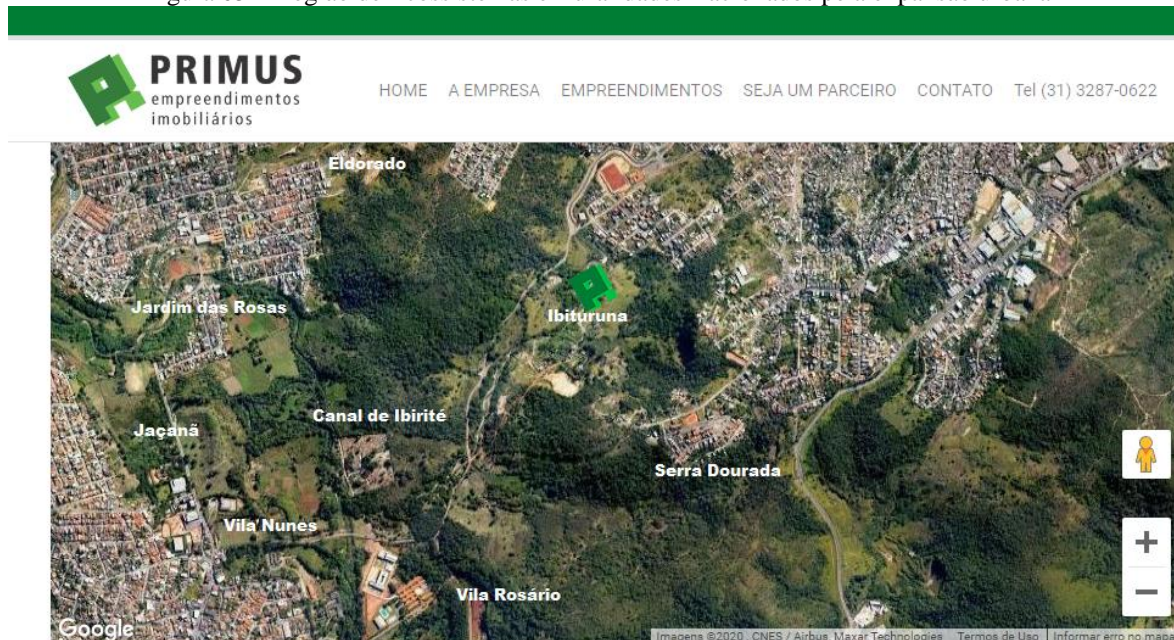 PRIMUS
empreendimentos
imobiliários
HOME A EMPRESA EMPREENDIMENTOS SEJA UM PARCEIRO CONTATO Tel (31) 3287-0622
Eldorado
Jardim das Rosas
Ibituruna
Canal de Ibirité
Jaçanã
Serra Dourada
Vila Nunes
Vila Rosário
Google
Imagens ©2020 , CNES / Airbus, Maxar Technologies Termos de Uso Informar erro no ma